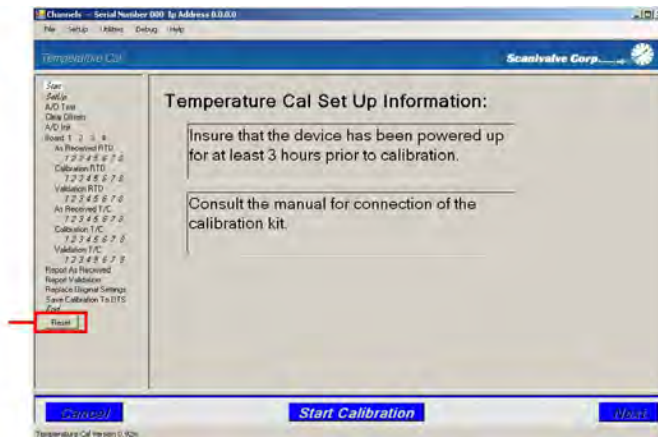 Channels - Serial Number 000 Ip Address 0.0.0.0
File Setup Utilities Debug Help
Temperature Cal
Scanivalve Corp.
Start
SetUp
A/D Test
Clear Offsets
A/D Init
Board 1 2 3 4
As Received RTD
1 2 3 4 5 6 7 8
Calibration RTD
1 2 3 4 5 6 7 8
Validation RTD
1 2 3 4 5 6 7 8
As Received T/C
1 2 3 4 5 6 7 8
Calibration T/C
1 2 3 4 5 6 7 8
Validation T/C
1 2 3 4 5 6 7 8
Report As Received
Report Validation
Replace Original Settings
Save Calibration To DTS
End
Reset
Temperature Cal Set Up Information:
Insure that the device has been powered up
for at least 3 hours prior to calibration.
Consult the manual for connection of the
calibration kit.
Cancel
Start Calibration
Next
Temperature Cal Version 0.92n